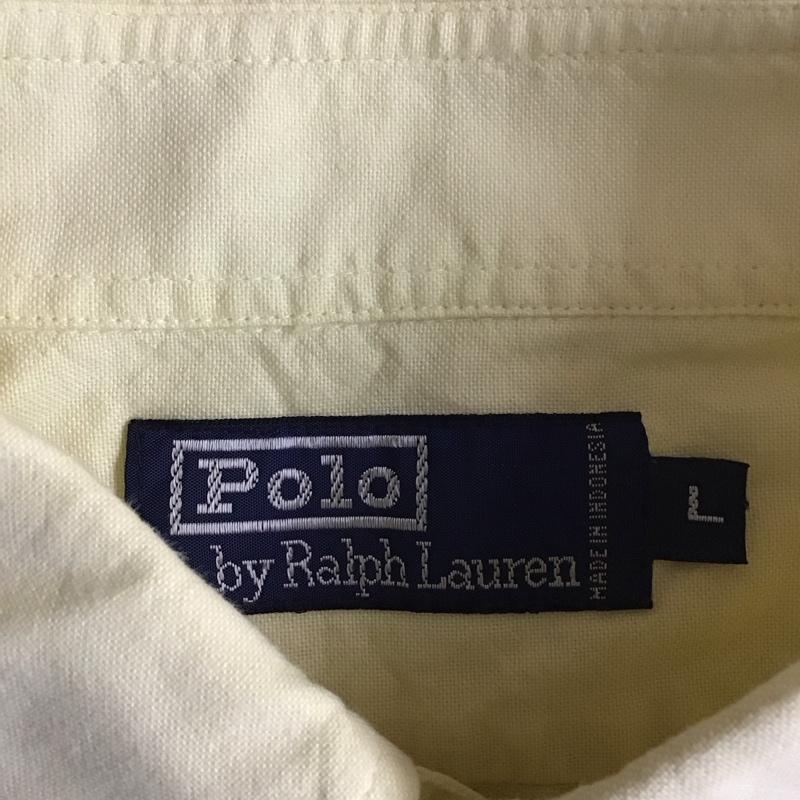 Polo
by Ralph Lauren
MADE IN INDONESIA
L